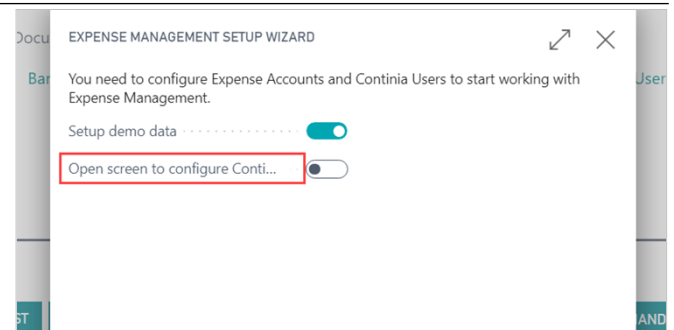 EXPENSE MANAGEMENT SETUP WIZARD
You need to configure Expense Accounts and Continia Users to start working with
Expense Management.
Setup demo data
Open screen to configure Conti...
User